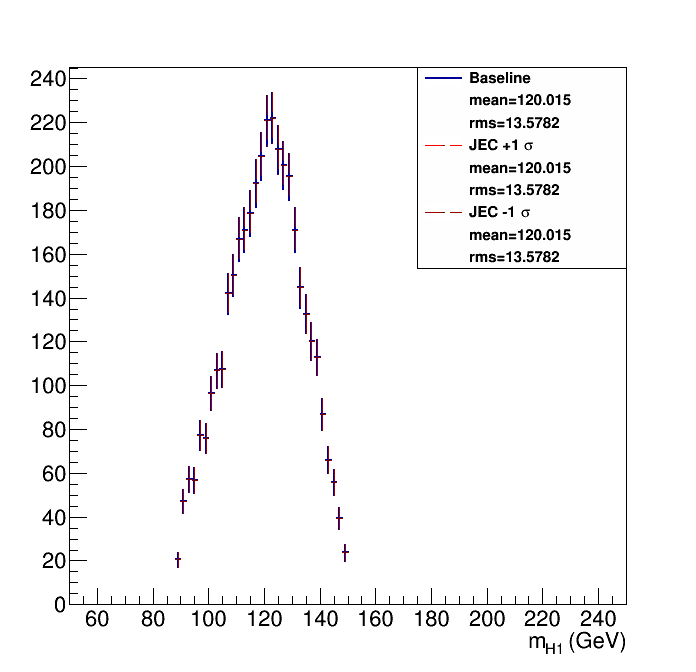 240
220
200
180
160
140
120
100
80
60
40
20
0
60 80 100 120 140 160 180 200 220 240
m_H1 (GeV)
Baseline
mean=120.015
rms=13.5782
JEC +1 σ
mean=120.015
rms=13.5782
JEC -1 σ
mean=120.015
rms=13.5782